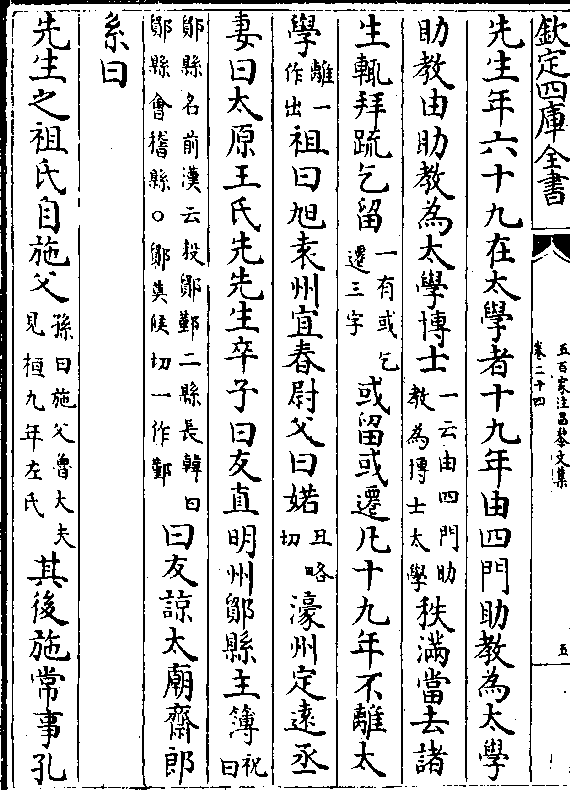 欽定四庫全書
五百家注昌黎文集
卷二十四
五
先生年六十九在太學者十九年由四門助教為太學
助教由助教為太學博士一云由四門助教為博士太學秩滿當去諸
生輒拜䟽乞留一有或乞遷三字或留或遷凡十九年不離太
學離一作出祖曰旭袁州宜春尉父曰婼丑略切濠州定遠丞
妻曰太原王氏先先生卒子曰友直明州鄮縣主簿祝曰
鄮縣名前漢云投鄮鄞二縣長韓曰鄮縣會稽縣○鄮莫候切一作鄞曰友諒太廟齋郎
系曰
先生之祖氏自施父孫曰施父魯大夫見桓九年左氏其後施常事孔